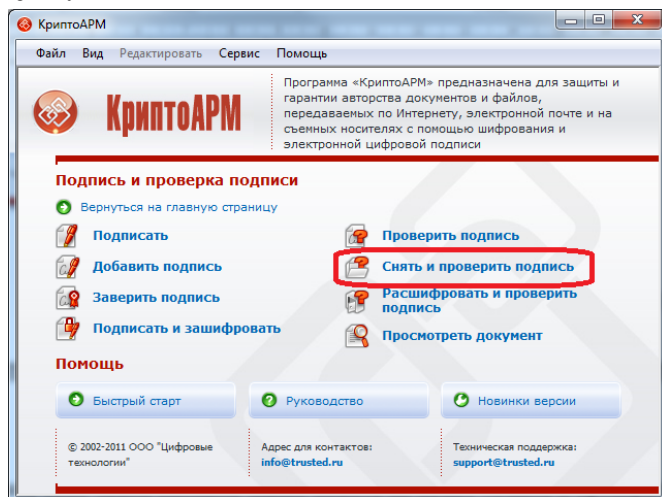 КриптоАРМ
Файл Вид Редактировать Сервис Помощь
КриптоАРМ
Программа «КриптоАРМ» предназначена для защиты и
гарантии авторства документов и файлов,
передаваемых по Интернету, электронной почте и на
съемных носителях с помощью шифрования и
электронной цифровой подписи
Подпись и проверка подписи
Вернуться на главную страницу
Подписать
Проверить подпись
Добавить подпись
Снять и проверить подпись
Заверить подпись
Расшифровать и проверить
подпись
Подписать и зашифровать
Просмотреть документ
Помощь
Быстрый старт
Руководство
Новинки версии
© 2002-2011 ООО "Цифровые
технологии"
Адрес для контактов:
info@trusted.ru
Техническая поддержка:
support@trusted.ru